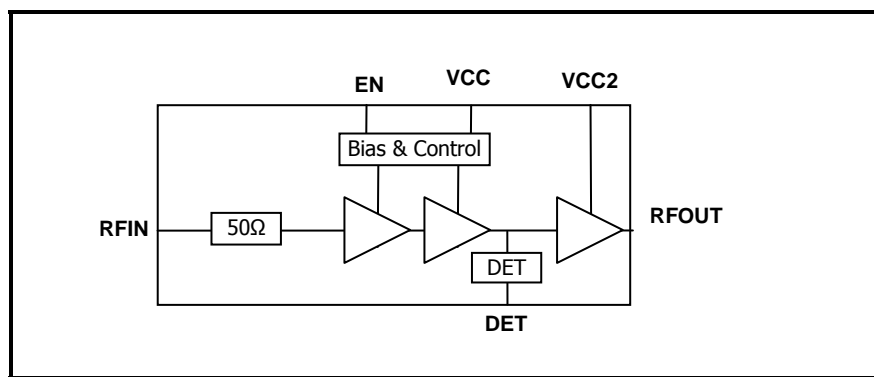 EN VCC VCC2
Bias & Control
RFIN 50Ω RFOUT
DET
DET